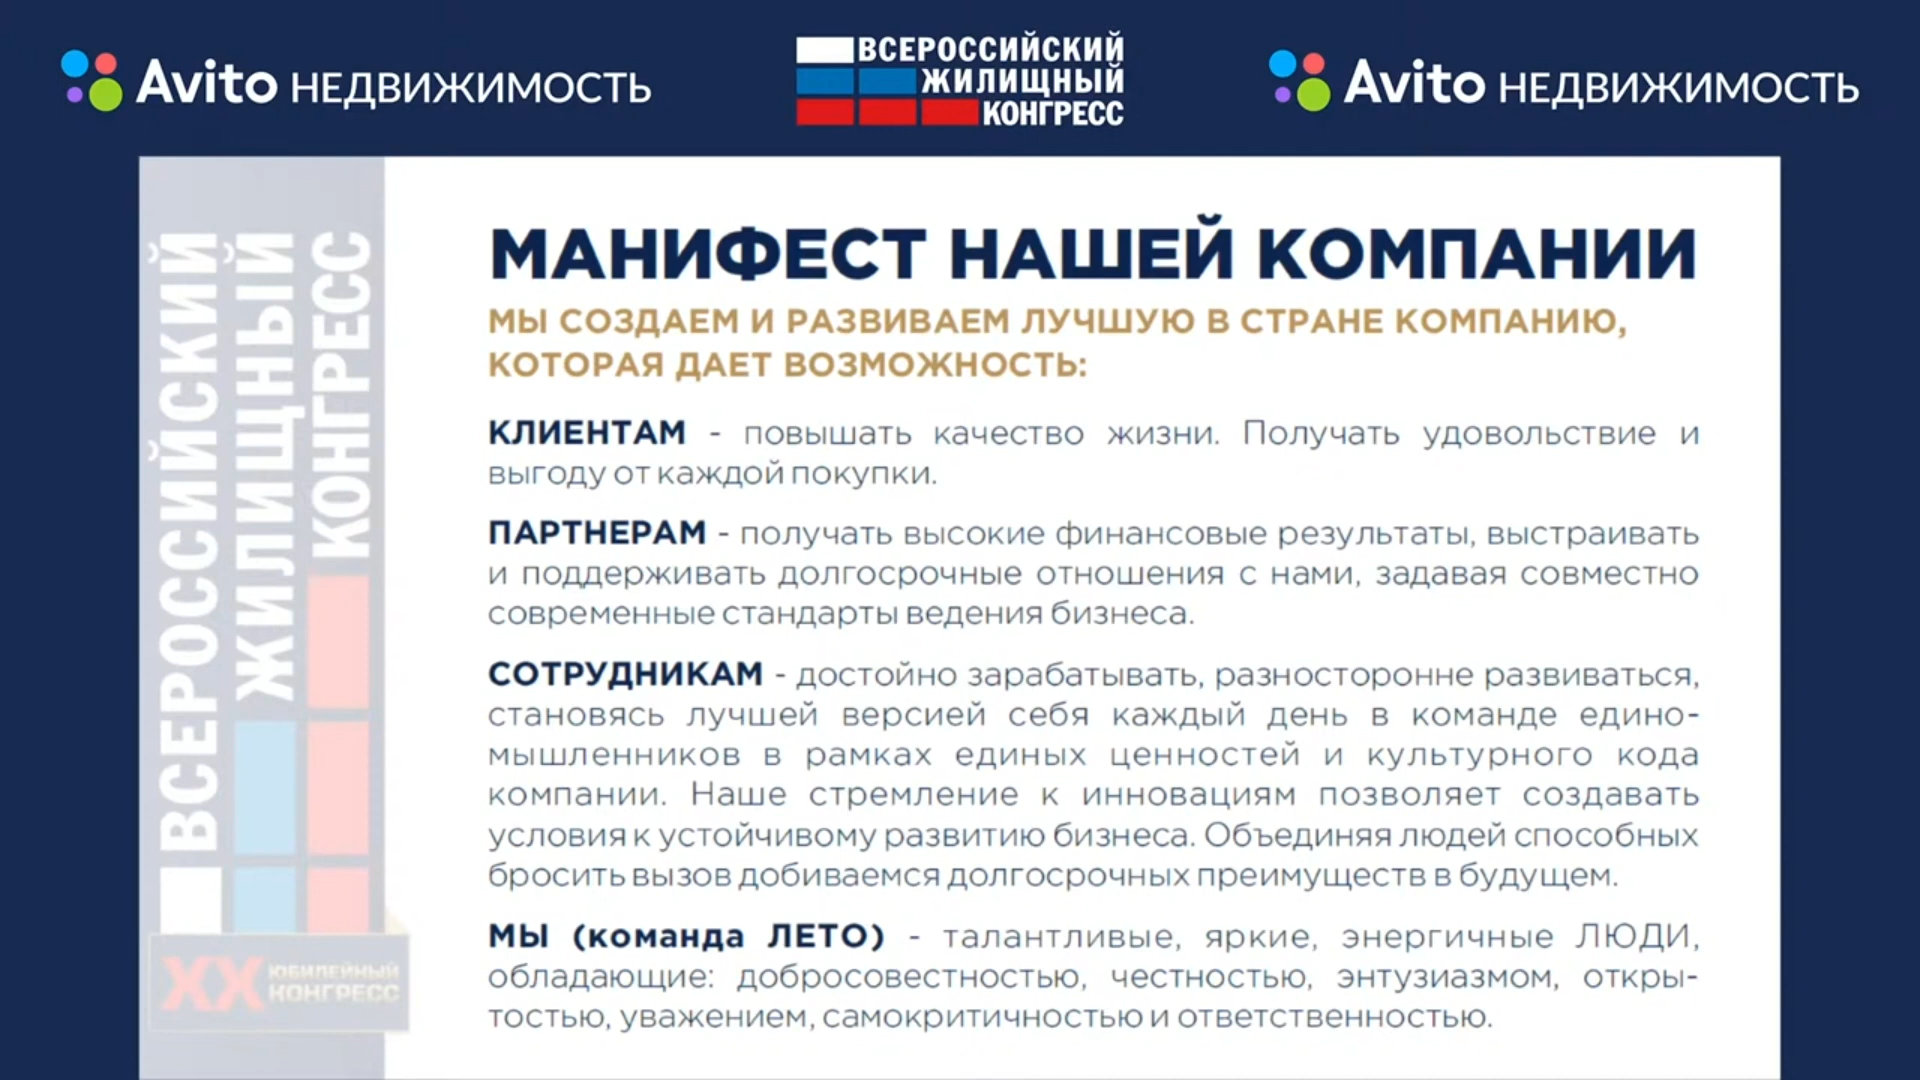 Avito НЕДВИЖИМОСТЬ
ВСЕРОССИЙСКИЙ
ЖИЛИЩНЫЙ
КОНГРЕСС
Avito НЕДВИЖИМОСТЬ
ВСЕРОССИЙСКИЙ
ЖИЛИЩНЫЙ
КОНГРЕСС
XX ЮБИЛЕЙНЫЙ
КОНГРЕСС
МАНИФЕСТ НАШЕЙ КОМПАНИИ
МЫ СОЗДАЕМ И РАЗВИВАЕМ ЛУЧШУЮ В СТРАНЕ КОМПАНИЮ,
КОТОРАЯ ДАЕТ ВОЗМОЖНОСТЬ:
КЛИЕНТАМ - повышать качество жизни. Получать удовольствие и
выгоду от каждой покупки.
ПАРТНЕРАМ - получать высокие финансовые результаты, выстраивать
и поддерживать долгосрочные отношения с нами, задавая совместно
современные стандарты ведения бизнеса.
СОТРУДНИКАМ - достойно зарабатывать, разносторонне развиваться,
становясь лучшей версией себя каждый день в команде едино-
мышленников в рамках единых ценностей и культурного кода
компании. Наше стремление к инновациям позволяет создавать
условия к устойчивому развитию бизнеса. Объединяя людей способных
бросить вызов добиваемся долгосрочных преимуществ в будущем.
МЫ (команда ЛЕТО) - талантливые, яркие, энергичные ЛЮДИ,
обладающие: добросовестностью, честностью, энтузиазмом, откры-
тостью, уважением, самокритичностью и ответственностью.